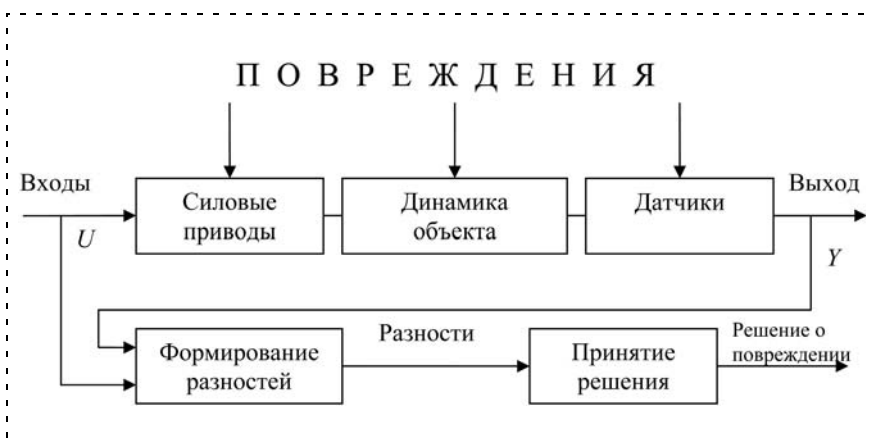 П О В Р Е Ж Д Е Н И Я
Входы
Выход
Силовые
приводы
Динамика
объекта
Датчики
U
Y
Формирование
разностей
Разности
Принятие
решения
Решение о
повреждении